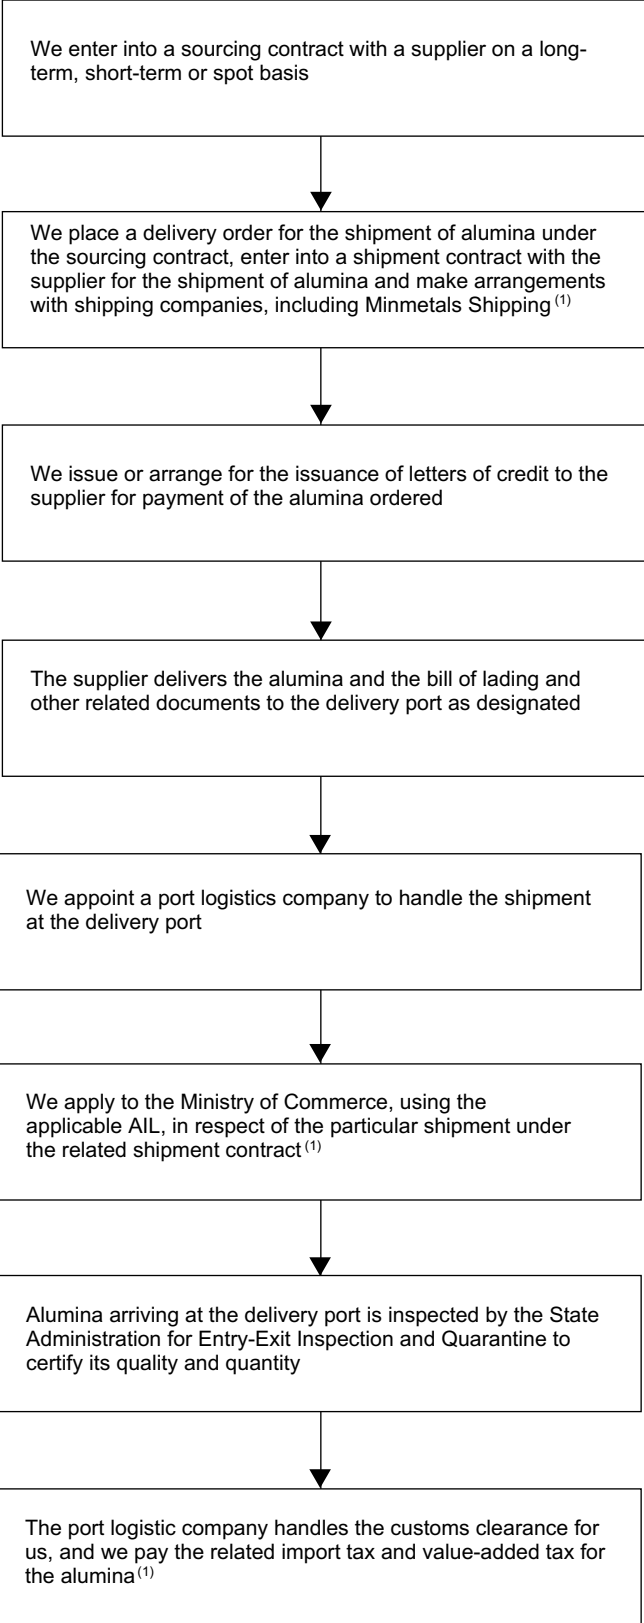 We enter into a sourcing contract with a supplier on a long-
term, short-term or spot basis
We place a delivery order for the shipment of alumina under
the sourcing contract, enter into a shipment contract with the
supplier for the shipment of alumina and make arrangements
with shipping companies, including Minmetals Shipping (1)
We issue or arrange for the issuance of letters of credit to the
supplier for payment of the alumina ordered
The supplier delivers the alumina and the bill of lading and
other related documents to the delivery port as designated
We appoint a port logistics company to handle the shipment
at the delivery port
We apply to the Ministry of Commerce, using the
applicable AIL, in respect of the particular shipment under
the related shipment contract (1)
Alumina arriving at the delivery port is inspected by the State
Administration for Entry-Exit Inspection and Quarantine to
certify its quality and quantity
The port logistic company handles the customs clearance for
us, and we pay the related import tax and value-added tax for
the alumina (1)